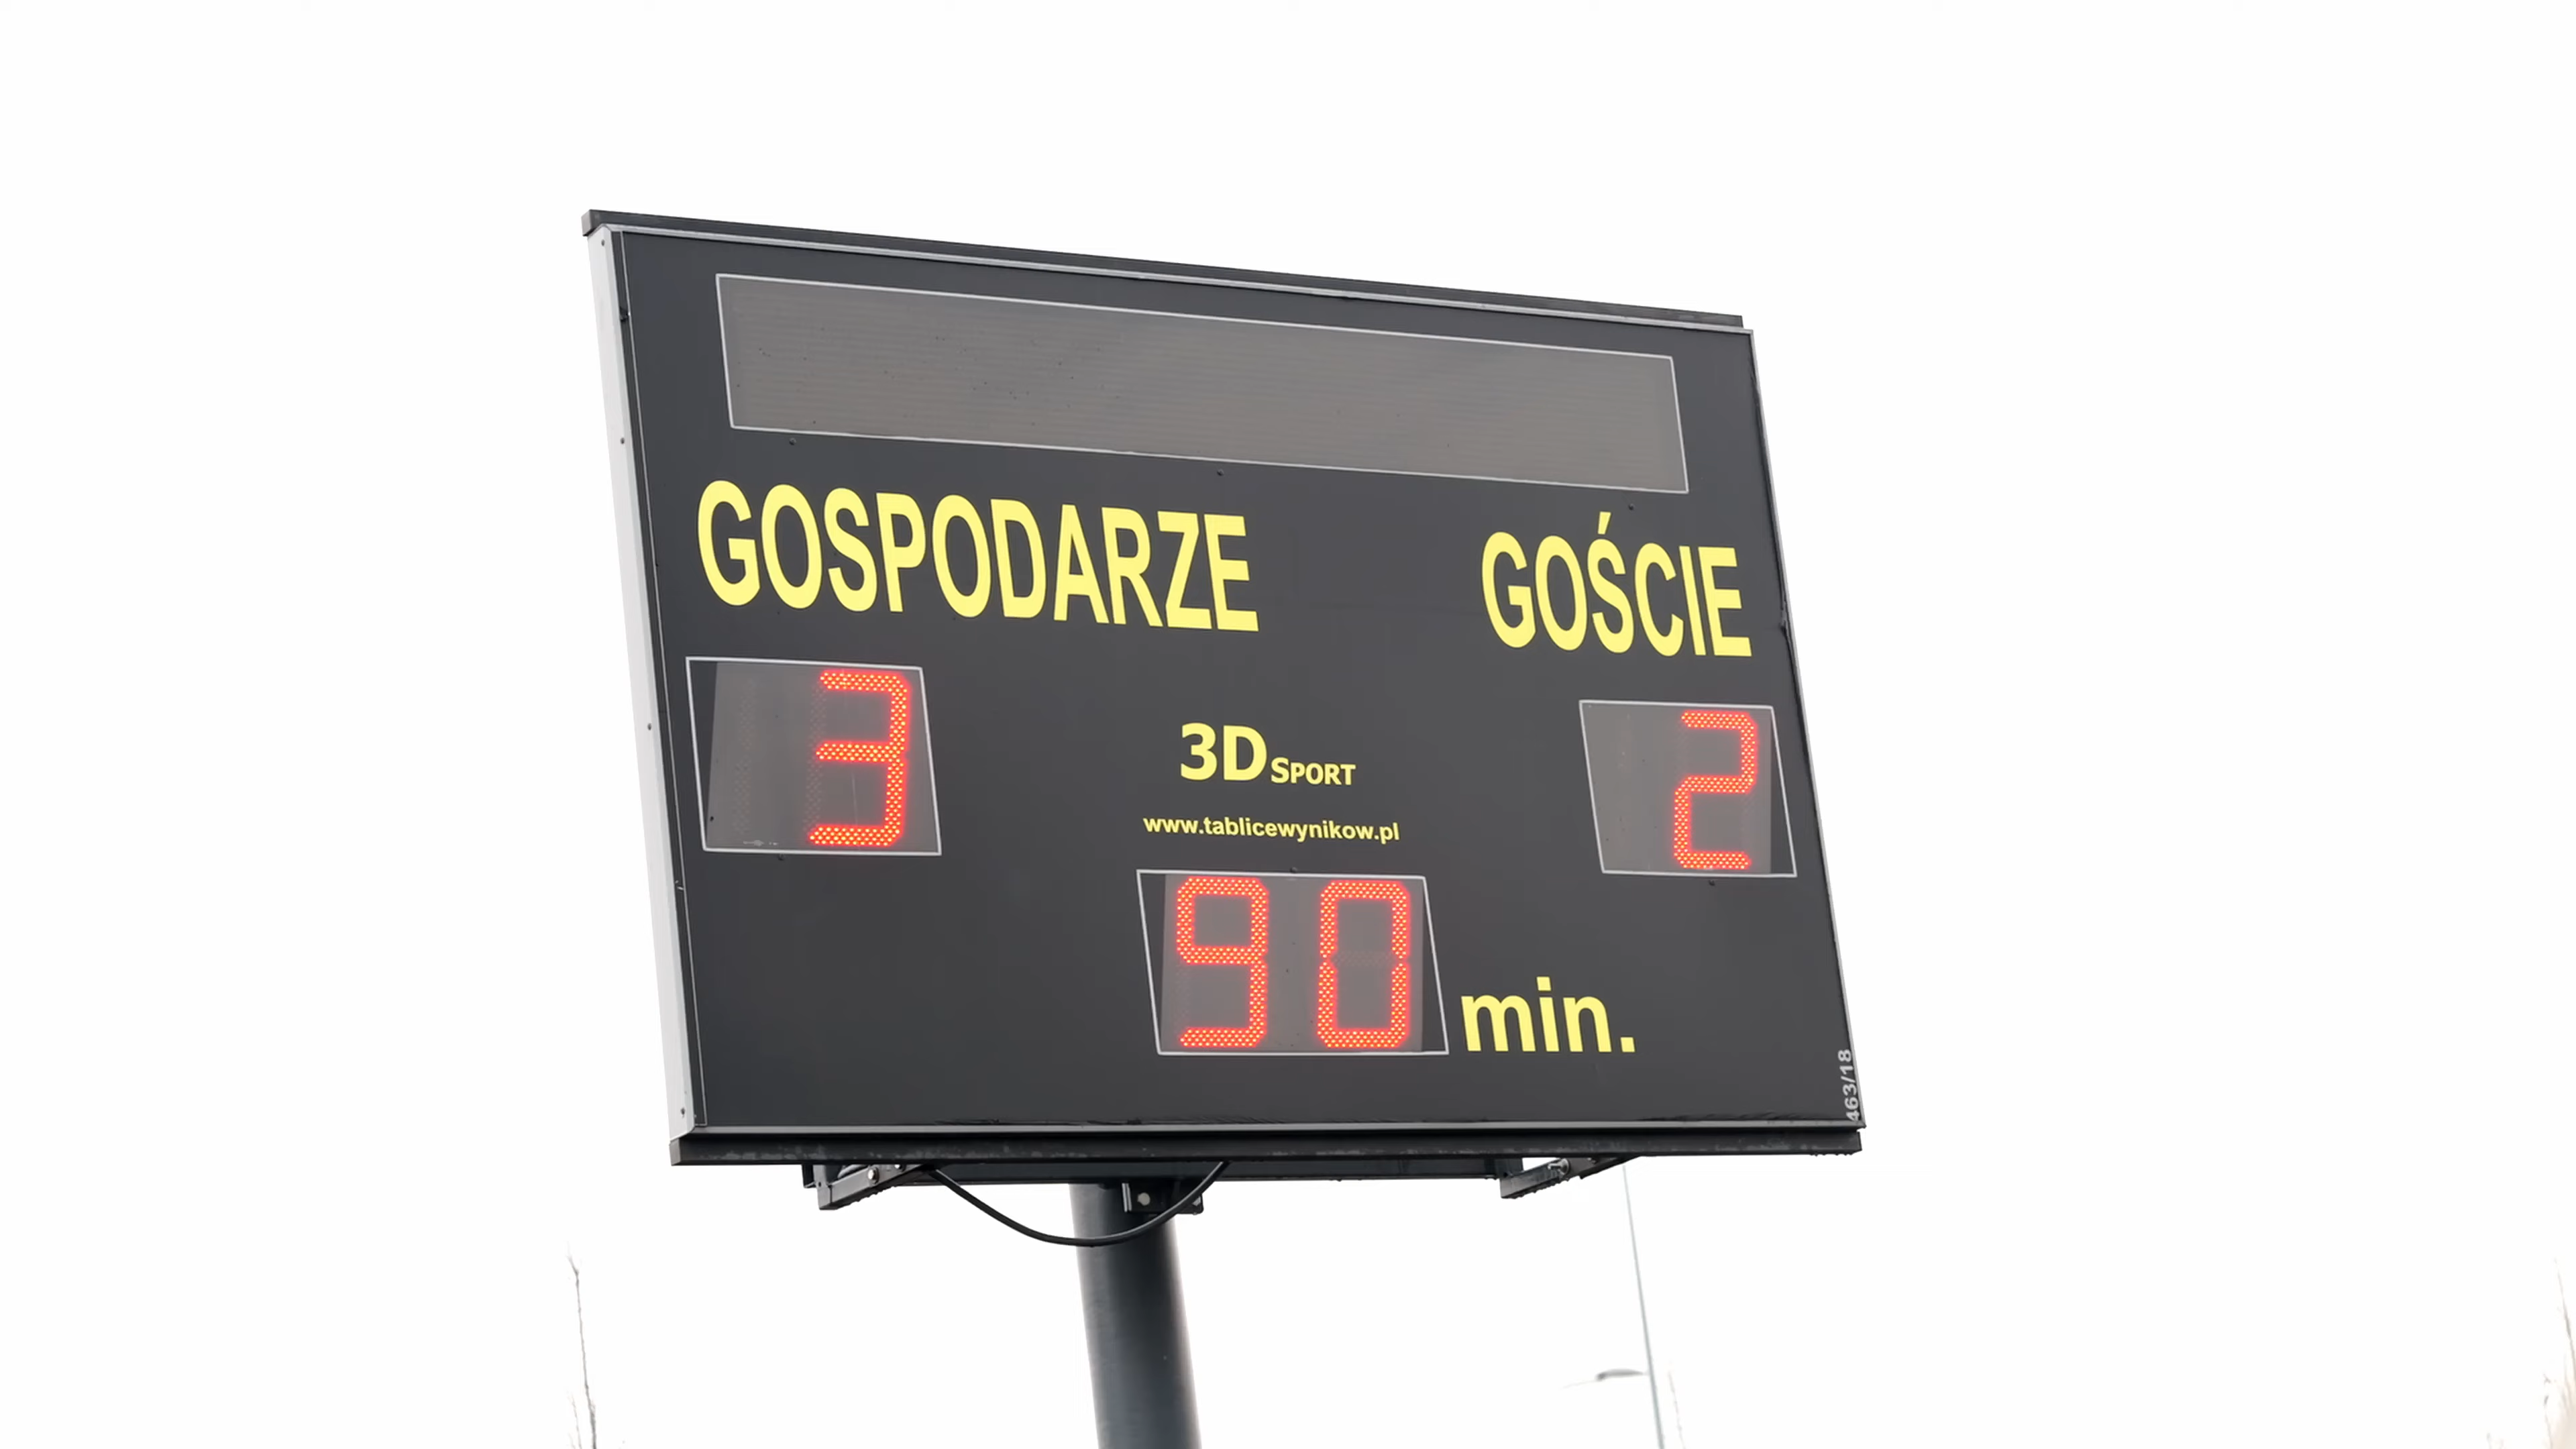 GOSPODARZE GOŚCIE
3 2
3D SPORT
www.tablicewynikow.pl
90 min.
463/18